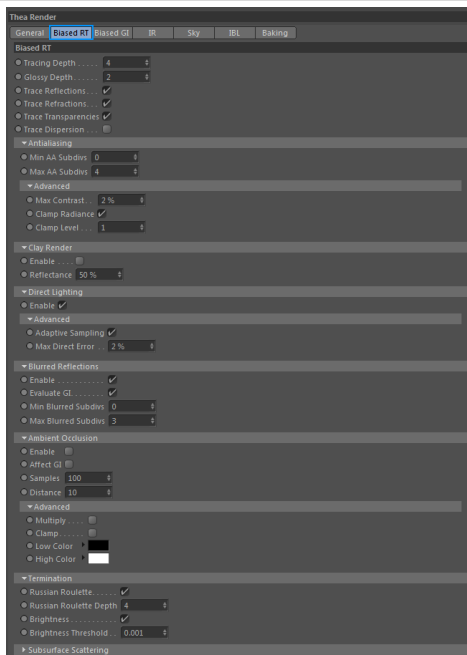 Thea Render
General Biased RT Biased GI IR Sky IBL Baking
Biased RT
Tracing Depth..... 4
Glossy Depth...... 2
Trace Reflections...
Trace Refractions...
Trace Transparencies
Trace Dispersion...
Antialiasing
Min AA Subdivs 0
Max AA Subdivs 4
Advanced
Max Contrast.. 2 %
Clamp Radiance
Clamp Level... 1
Clay Render
Enable....
Reflectance 50 %
Direct Lighting
Enable
Advanced
Adaptive Sampling
Max Direct Error.. 2 %
Blurred Reflections
Enable...........
Evaluate GI........
Min Blurred Subdivs 0
Max Blurred Subdivs 3
Ambient Occlusion
Enable
Affect GI
Samples 100
Distance 10
Advanced
Multiply....
Clamp......
Low Color
High Color
Termination
Russian Roulette......
Russian Roulette Depth 4
Brightness...........
Brightness Threshold.. 0.001
Subsurface Scattering